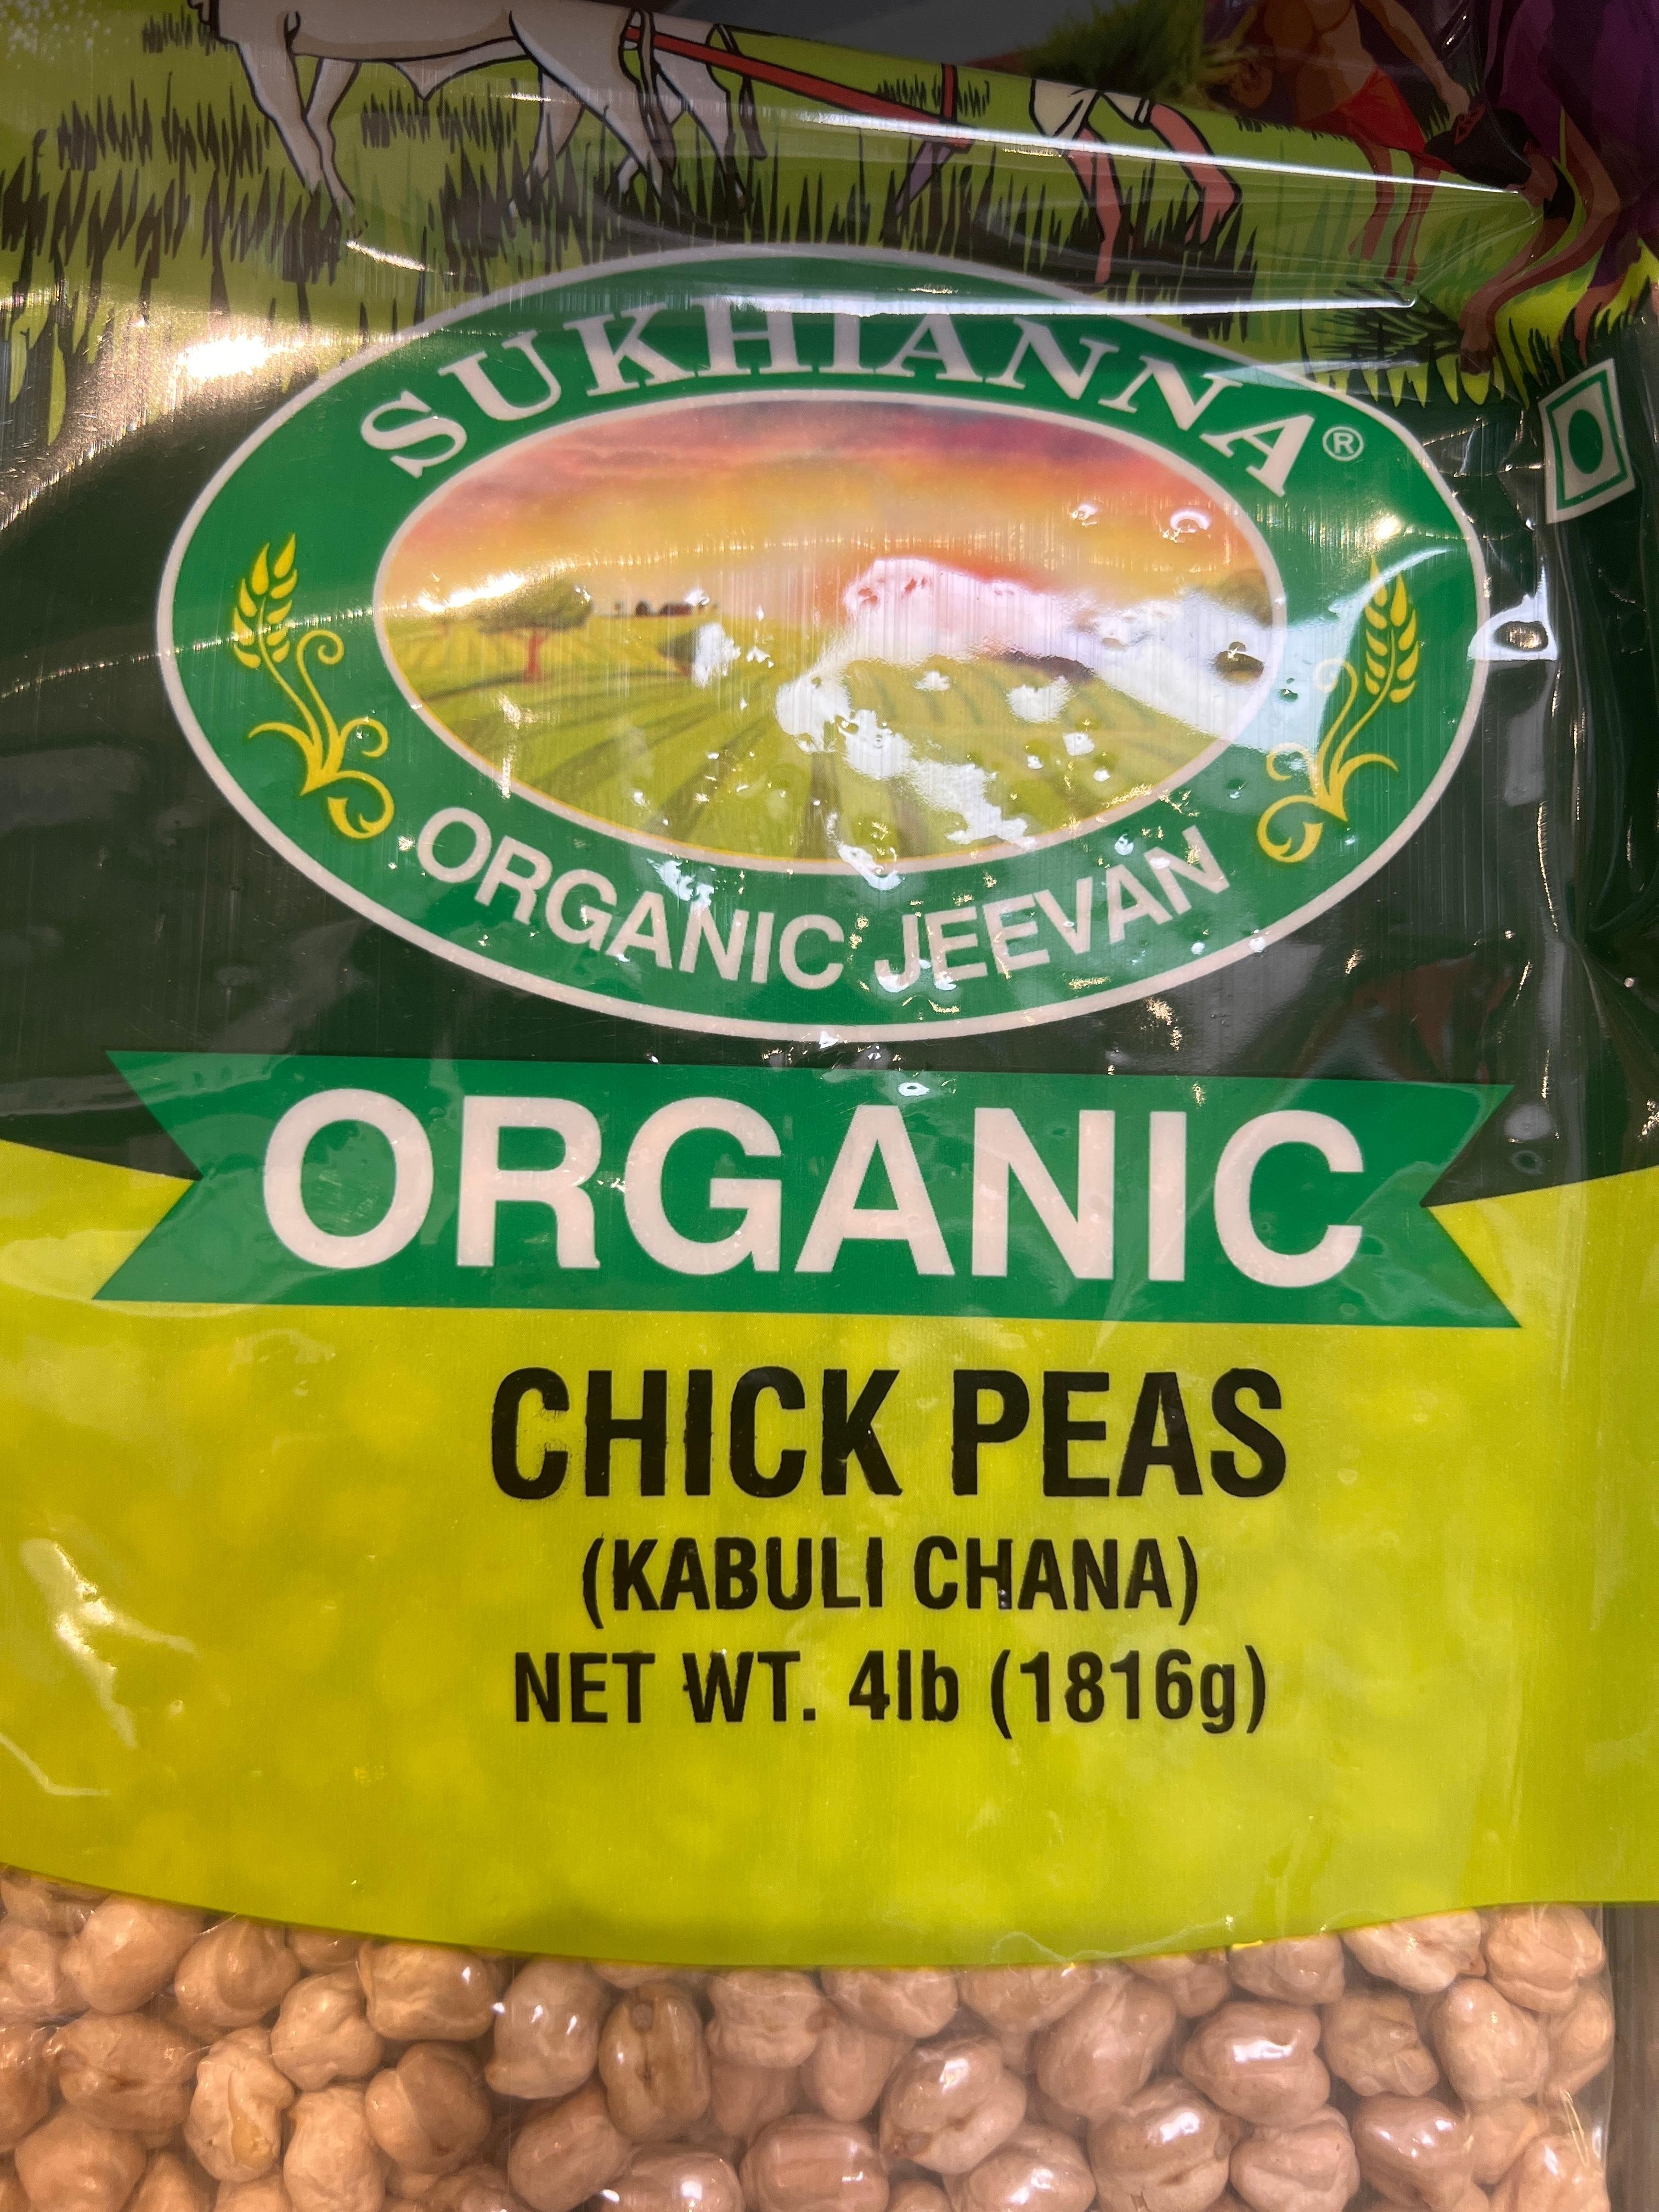 SUKHIANNA®
ORGANIC JEEVAN
ORGANIC
CHICK PEAS
(KABULI CHANA)
NET WT. 4lb (1816g)